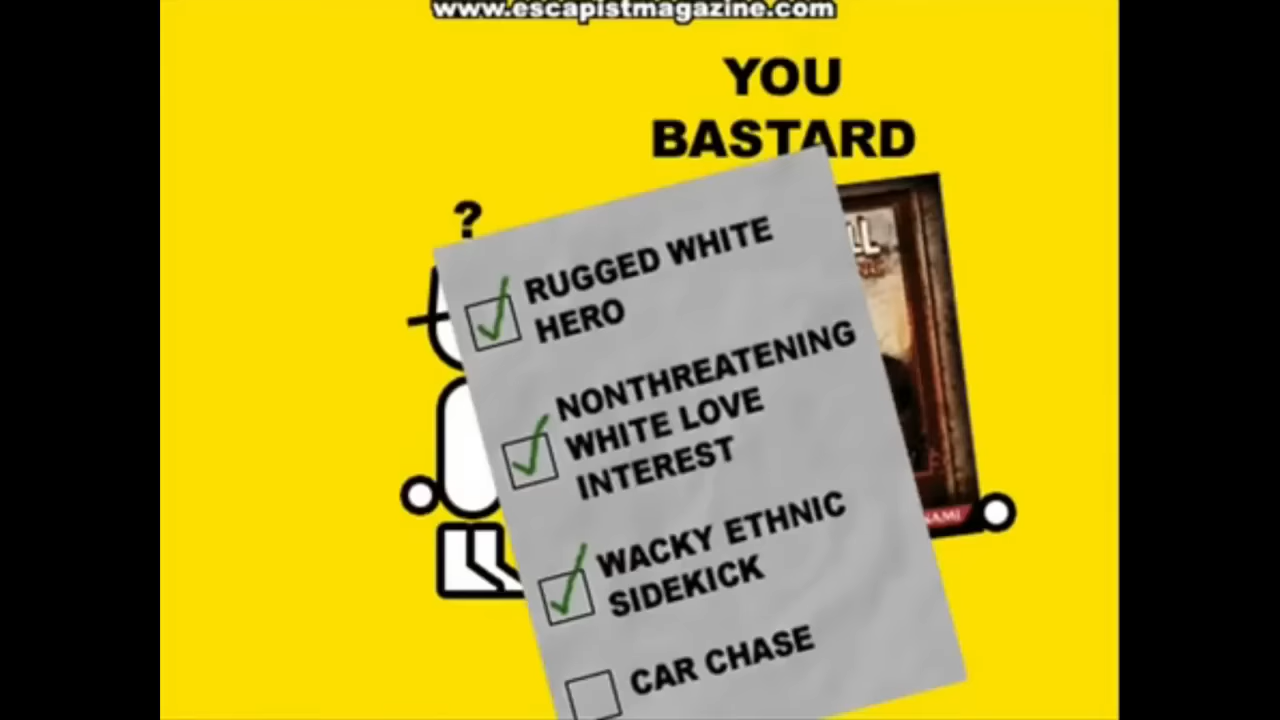 www.escapistmagazine.com
YOU
BASTARD
?
RUGGED WHITE
HERO
NONTHREATENING
WHITE LOVE
INTEREST
WACKY ETHNIC
SIDEKICK
CAR CHASE